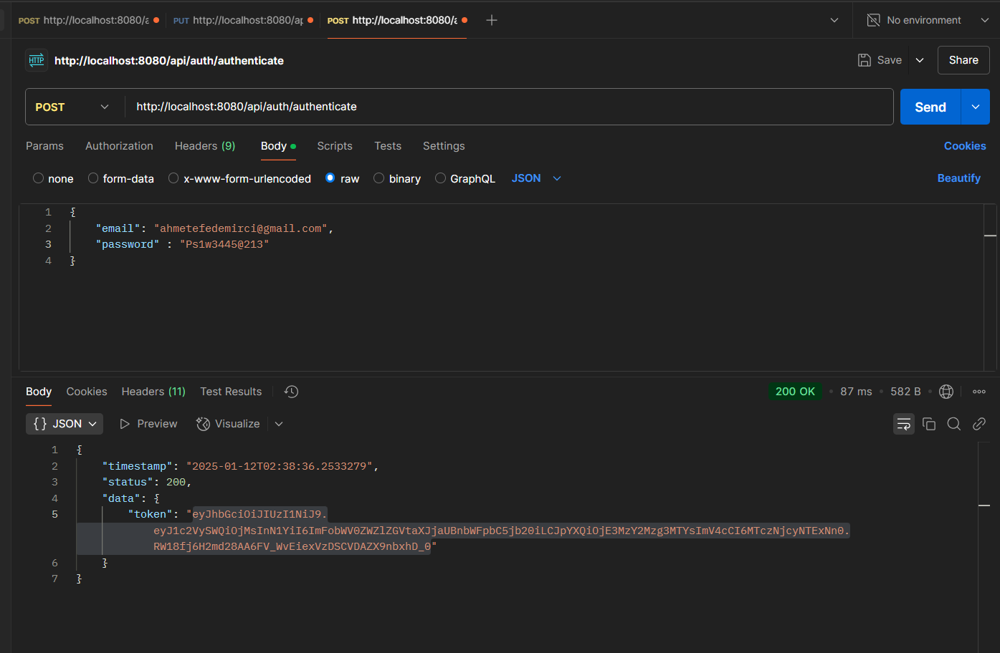 POST http://localhost:8080/a PUT http://localhost:8080/ap POST http://localhost:8080/a No environment
HTTP http://localhost:8080/api/auth/authenticate Save Share
POST http://localhost:8080/api/auth/authenticate Send
Params Authorization Headers (9) Body Scripts Tests Settings Cookies
none form-data x-www-form-urlencoded raw binary GraphQL JSON Beautify
1 {
2 "email": "ahmetefedemirci@gmail.com",
3 "password" : "Ps1w3445@213"
4 }
Body Cookies Headers (11) Test Results 200 OK 87 ms 582 B
{} JSON Preview Visualize
1 {
2 "timestamp": "2025-01-12T02:38:36.2533279",
3 "status": 200,
4 "data": {
5 "token": "eyJhbGciOiJIUzI1NiJ9.
eyJ1c2VySWQiOjMsInN1YiI6ImFobWV0ZWZlZGVtaXJjaUBnbWFpbC5jb20iLCJpYXQiOjE3MzY2Mzg3MTYsImV4cCI6MTczNjcyNTExNn0.
RW18fj6H2md28AA6FV_WvEiexVzDSCVDAZX9nbxhD_0"
6 }
7 }